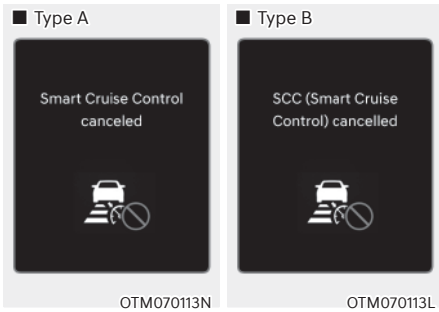 ■ Type A
Smart Cruise Control
canceled
OTM070113N
■ Type B
SCC (Smart Cruise
Control) cancelled
OTM070113L